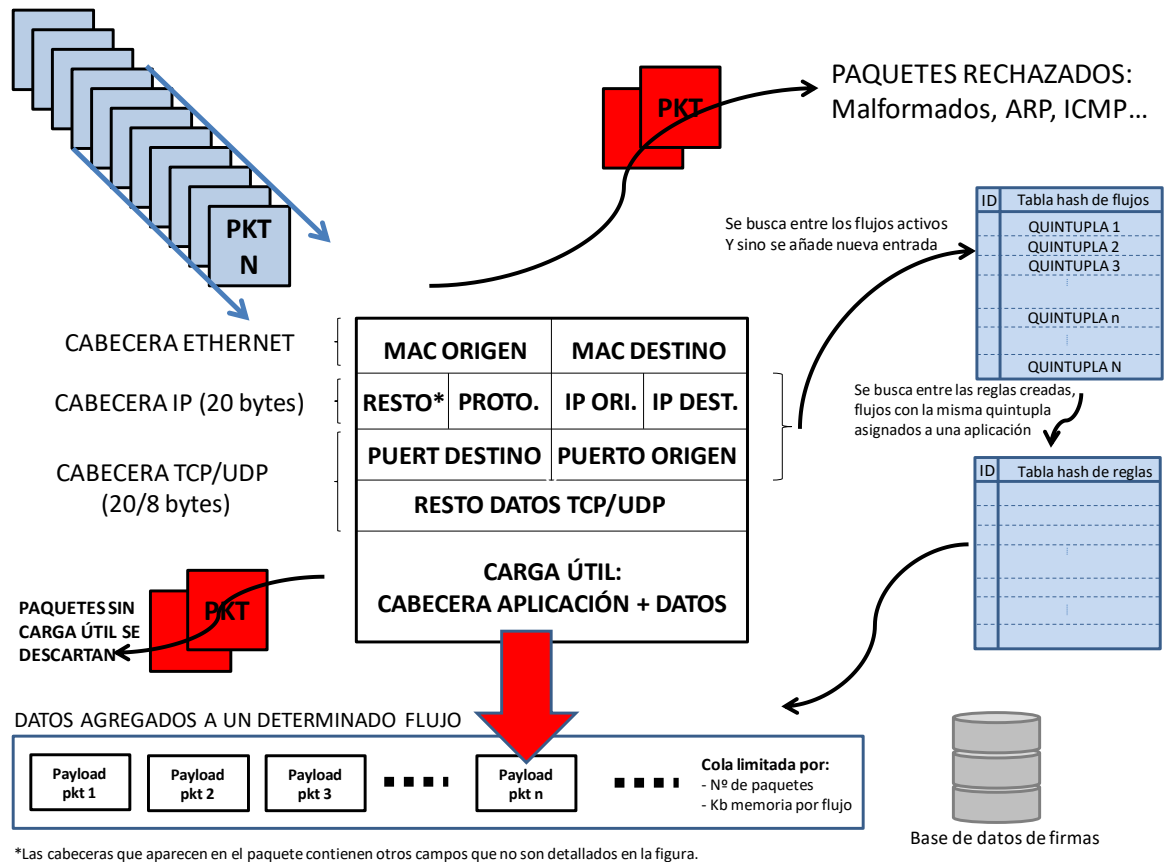 PKT
N
PKT
PAQUETES RECHAZADOS:
Malformados, ARP, ICMP...
Se busca entre los flujos activos
Y sino se añade nueva entrada
ID Tabla hash de flujos
QUINTUPLA 1
QUINTUPLA 2
QUINTUPLA 3
QUINTUPLA n
QUINTUPLA N
CABECERA ETHERNET
MAC ORIGEN MAC DESTINO
CABECERA IP (20 bytes)
RESTO* PROTO. IP ORI. IP DEST.
CABECERA TCP/UDP
(20/8 bytes)
PUERT DESTINO PUERTO ORIGEN
RESTO DATOS TCP/UDP
CARGA ÚTIL:
CABECERA APLICACIÓN + DATOS
Se busca entre las reglas creadas,
flujos con la misma quintupla
asignados a una aplicación
ID Tabla hash de reglas
PKT
PAQUETES SIN
CARGA ÚTIL SE
DESCARTAN
DATOS AGREGADOS A UN DETERMINADO FLUJO
Payload
pkt 1
Payload
pkt 2
Payload
pkt 3
Payload
pkt n
Cola limitada por:
- Nº de paquetes
- Kb memoria por flujo
Base de datos de firmas
*Las cabeceras que aparecen en el paquete contienen otros campos que no son detallados en la figura.